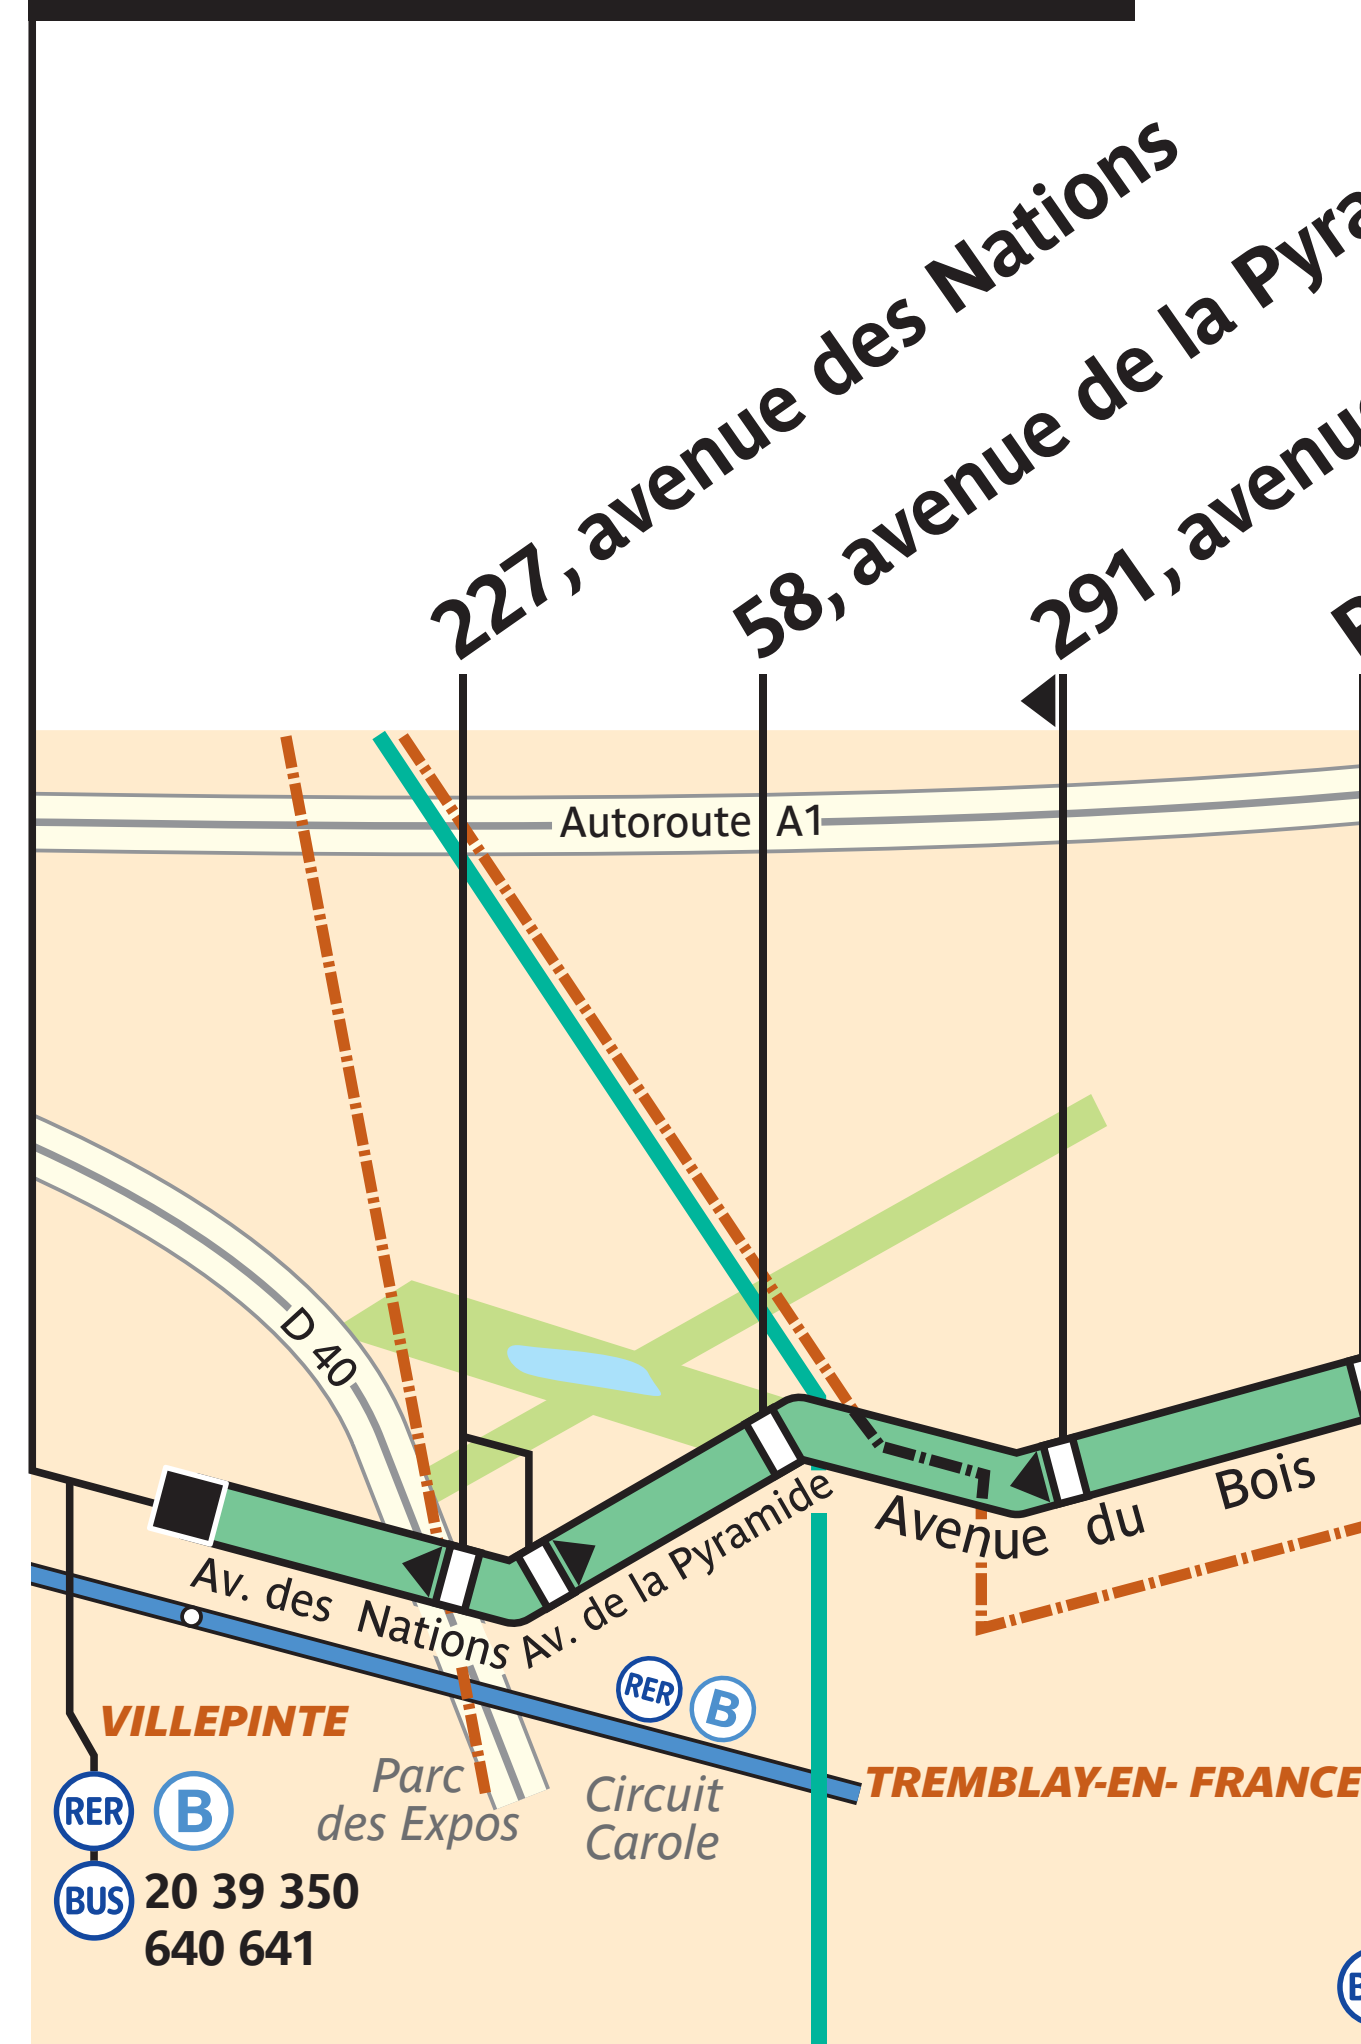 227, avenue des Nations
58, avenue de la
291,
Autoroute A1
D 40
Av. des Nations
Av. de la Pyramide
Avenue du Bois
RER B
VILLEPINTE
TREMBLAY-EN- FRANCE
Parc
des Expos
Circuit
Carole
RER B
BUS 20 39 350
640 641